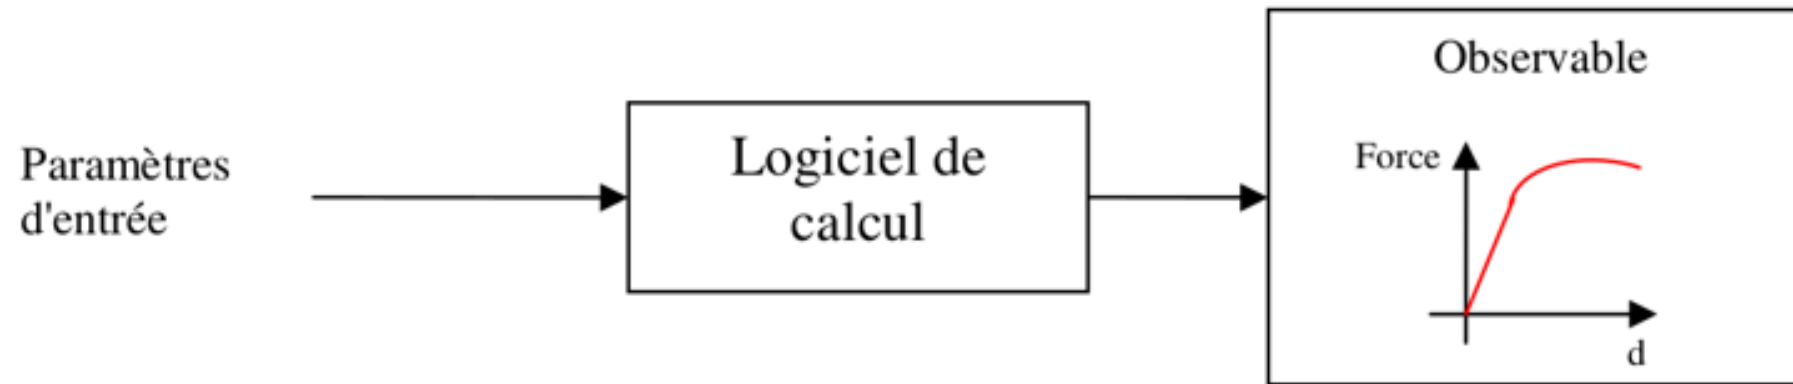 Paramètres
d'entrée
Logiciel de
calcul
Observable
Force
d